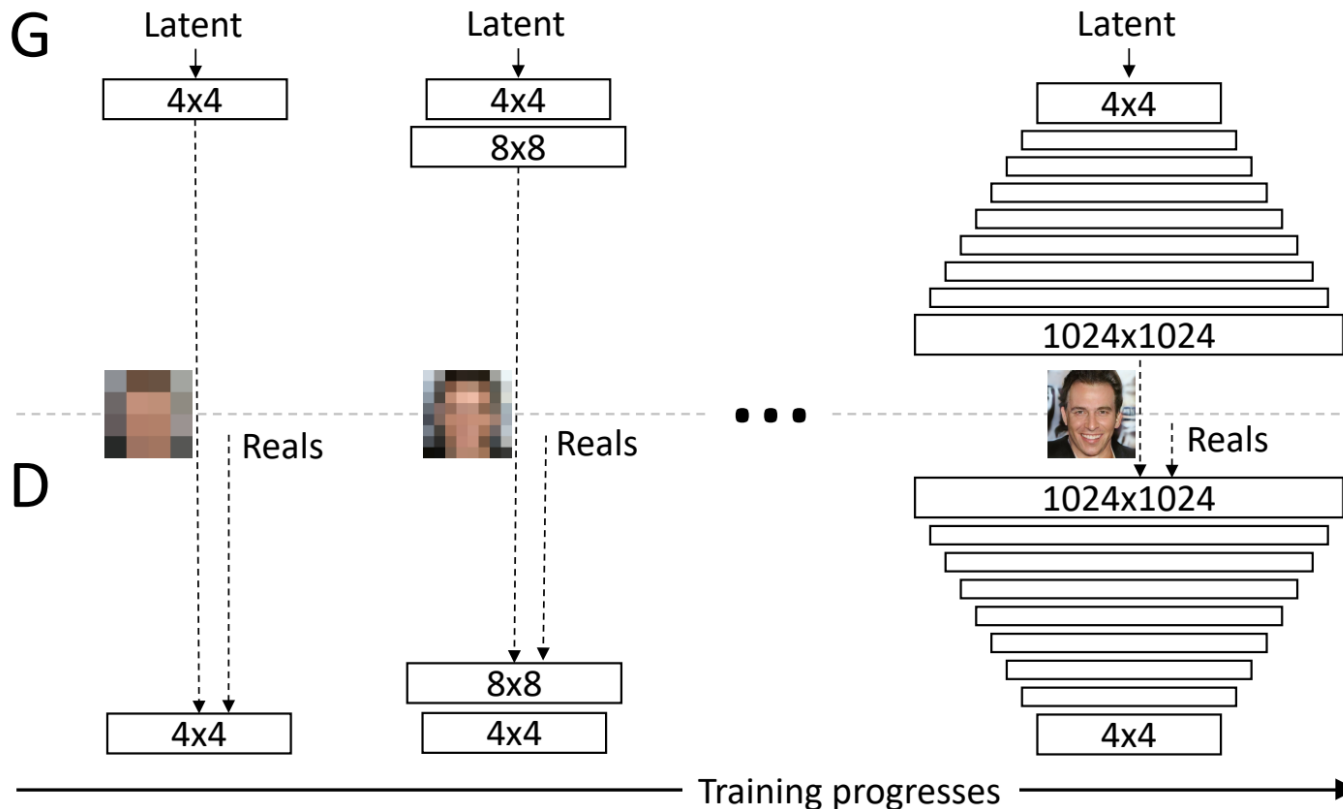 G
Latent
Latent
Latent
4x4
4x4
4x4
8x8
1024x1024
Reals
Reals
Reals
D
1024x1024
8x8
4x4
4x4
4x4
Training progresses